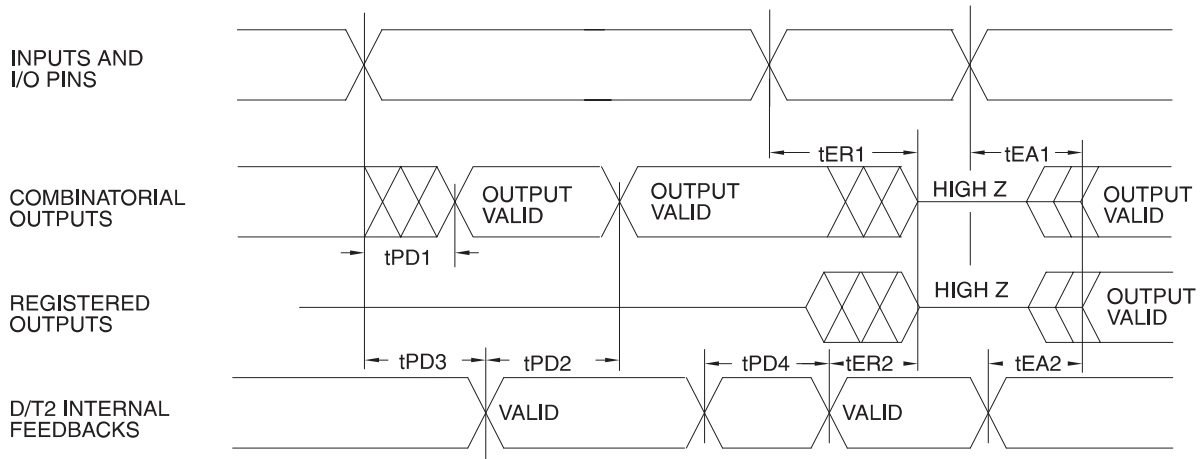 INPUTS AND
I/O PINS
tER1
tEA1
COMBINATORIAL
OUTPUTS
OUTPUT
VALID
OUTPUT
VALID
HIGH Z
OUTPUT
VALID
tPD1
REGISTERED
OUTPUTS
HIGH Z
OUTPUT
VALID
tPD3
tPD2
tPD4
tER2
tEA2
D/T2 INTERNAL
FEEDBACKS
VALID
VALID